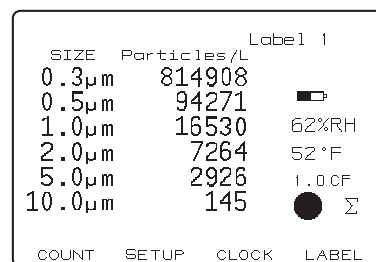 Label 1
SIZE Particles/L
0.3µm 814908
0.5µm 94271
1.0µm 16530 62%RH
2.0µm 7264 52°F
5.0µm 2926 1.0CF
10.0µm 145 Σ
COUNT SETUP CLOCK LABEL